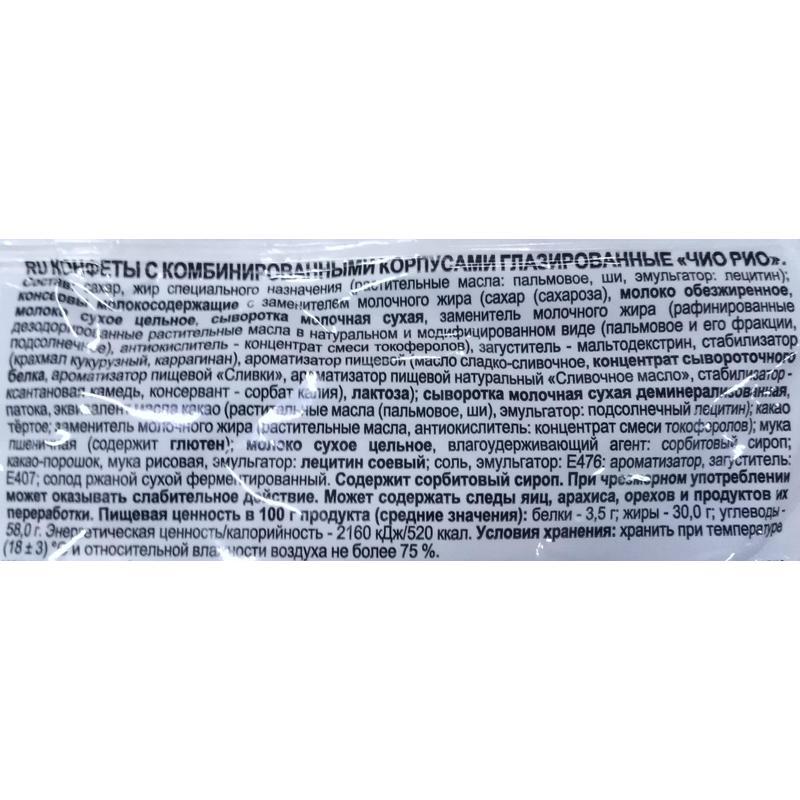 RU КОНФЕТЫ С КОМБИНИРОВАННЫМИ КОРПУСАМИ ГЛАЗИРОВАННЫЕ «ЧИО РИО».
Состав: сахар, жир специального назначения (растительные масла: пальмовое, ши, эмульгатор: лецитин);
консервы молокосодержащие с заменителем молочного жира (сахар (сахароза), молоко обезжиренное,
молоко сухое цельное, сыворотка молочная сухая, заменитель молочного жира (рафинированные
дезодорированные растительные масла в натуральном и модифицированном виде (пальмовое и его фракции,
подсолнечное), антиокислитель - концентрат смеси токоферолов), загуститель - мальтодекстрин, стабилизатор
(крахмал кукурузный, каррагинан), ароматизатор пищевой (масло сладко-сливочное, концентрат сывороточного
белка, ароматизатор пищевой «Сливки», ароматизатор пищевой натуральный «Сливочное масло», стабилизатор -
ксантановая камедь, консервант - сорбат калия), лактоза); сыворотка молочная сухая деминерализованная,
патока, эквивалент масла какао (растительные масла (пальмовое, ши), эмульгатор: подсолнечный лецитин); какао
тёртое; заменитель молочного жира (растительные масла, антиокислитель: концентрат смеси токоферолов); мука
пшеничная (содержит глютен); молоко сухое цельное, влагоудерживающий агент: сорбитовый сироп;
какао-порошок, мука рисовая, эмульгатор: лецитин соевый; соль, эмульгатор: Е476; ароматизатор, загуститель:
Е407; солод ржаной сухой ферментированный. Содержит сорбитовый сироп. При чрезмерном употреблении
может оказывать слабительное действие. Может содержать следы яиц, арахиса, орехов и продуктов их
переработки. Пищевая ценность в 100 г продукта (средние значения): белки - 3,5 г; жиры - 30,0 г; углеводы -
58,0 г. Энергетическая ценность/калорийность - 2160 кДж/520 ккал. Условия хранения: хранить при температуре
(18 ± 3) °С и относительной влажности воздуха не более 75 %.